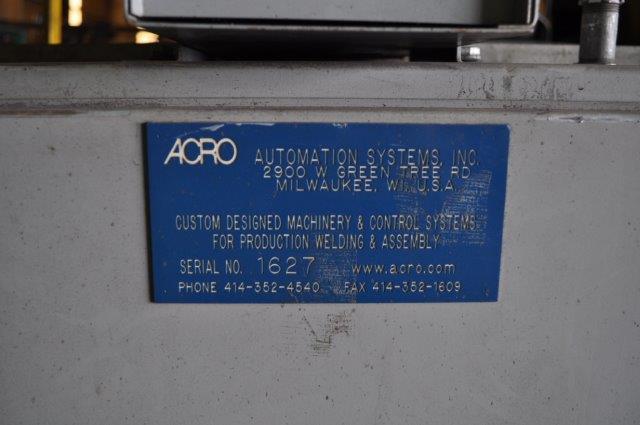 ACRO AUTOMATION SYSTEMS, INC.
2900 W GREEN TREE RD
MILWAUKEE, WI, U.S.A.
CUSTOM DESIGNED MACHINERY & CONTROL SYSTEMS
FOR PRODUCTION WELDING & ASSEMBLY
SERIAL NO. 1627 www.acro.com
PHONE 414-352-4540 FAX 414-352-1609